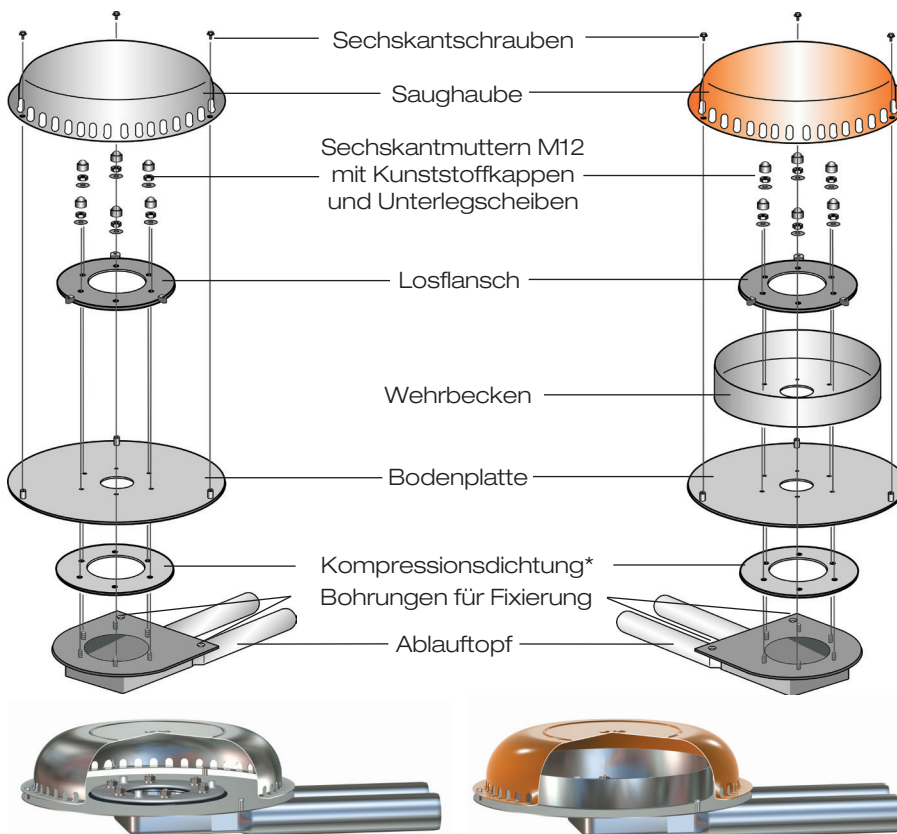 Sechskantschrauben
Saughaube
Sechskantmuttern M12
mit Kunststoffkappen
und Unterlegscheiben
Losflansch
Wehrbecken
Bodenplatte
Kompressionsdichtung*
Bohrungen für Fixierung
Ablauftopf